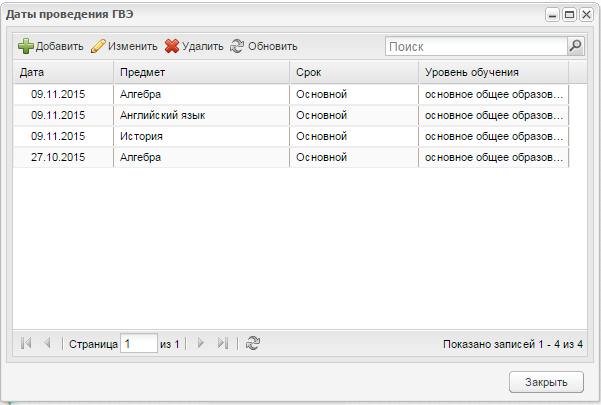 Даты проведения ГВЭ
Добавить Изменить Удалить Обновить Поиск
Дата Предмет Срок Уровень обучения
09.11.2015 Алгебра Основной основное общее образов...
09.11.2015 Английский язык Основной основное общее образов...
09.11.2015 История Основной основное общее образов...
27.10.2015 Алгебра Основной основное общее образов...
Страница 1 из 1 Показано записей 1 - 4 из 4
Закрыть